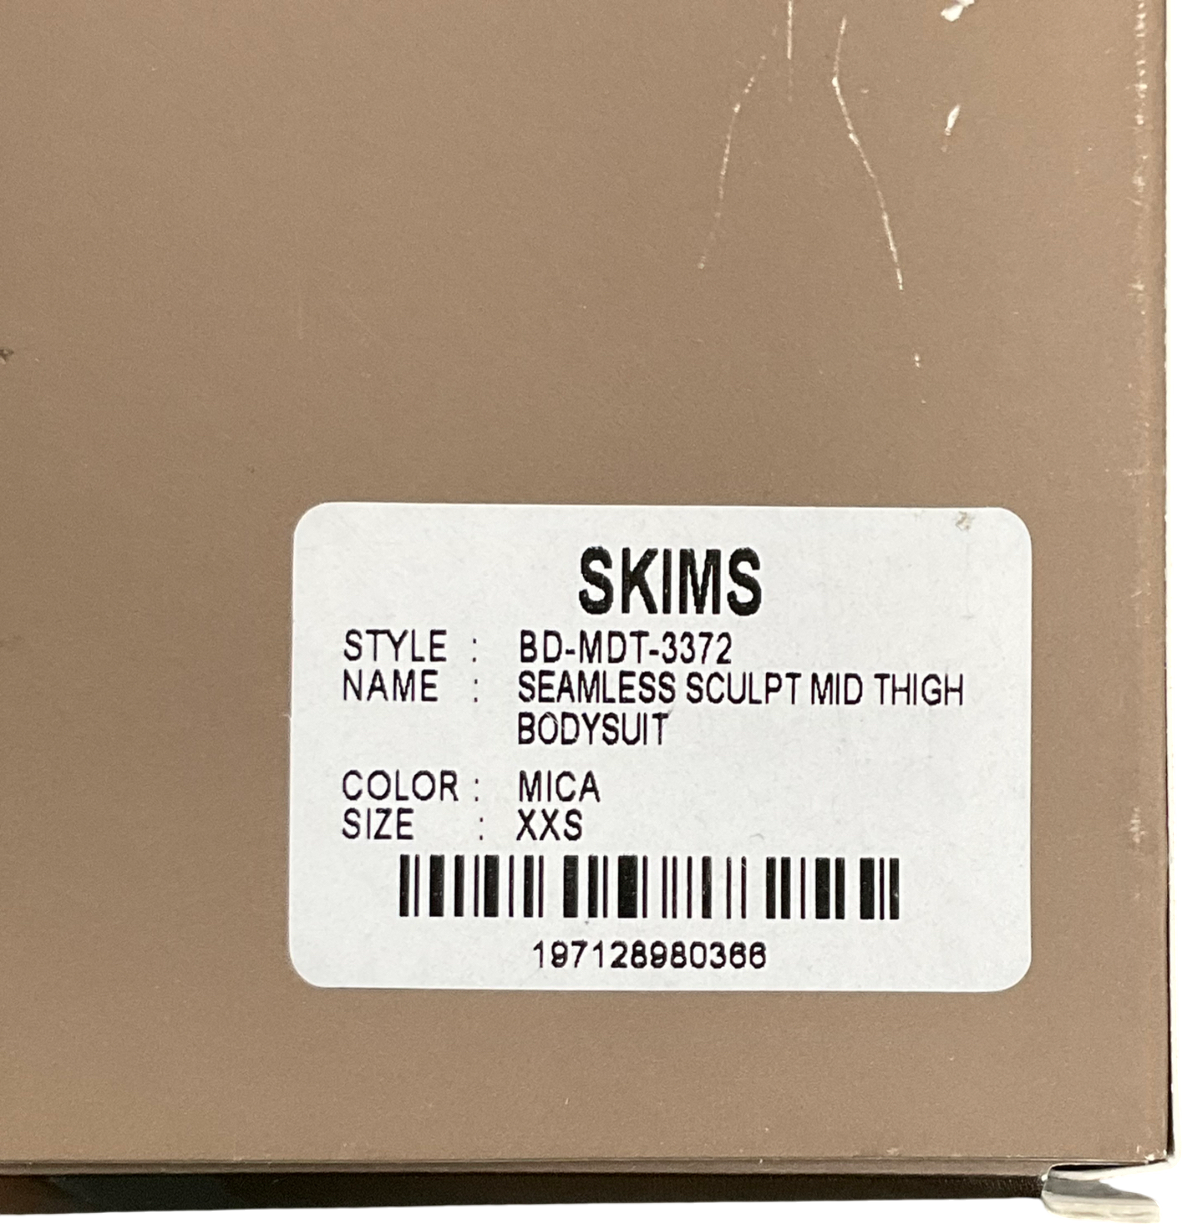 SKIMS
STYLE : BD-MDT-3372
NAME : SEAMLESS SCULPT MID THIGH
BODYSUIT
COLOR : MICA
SIZE : XXS
197128980366